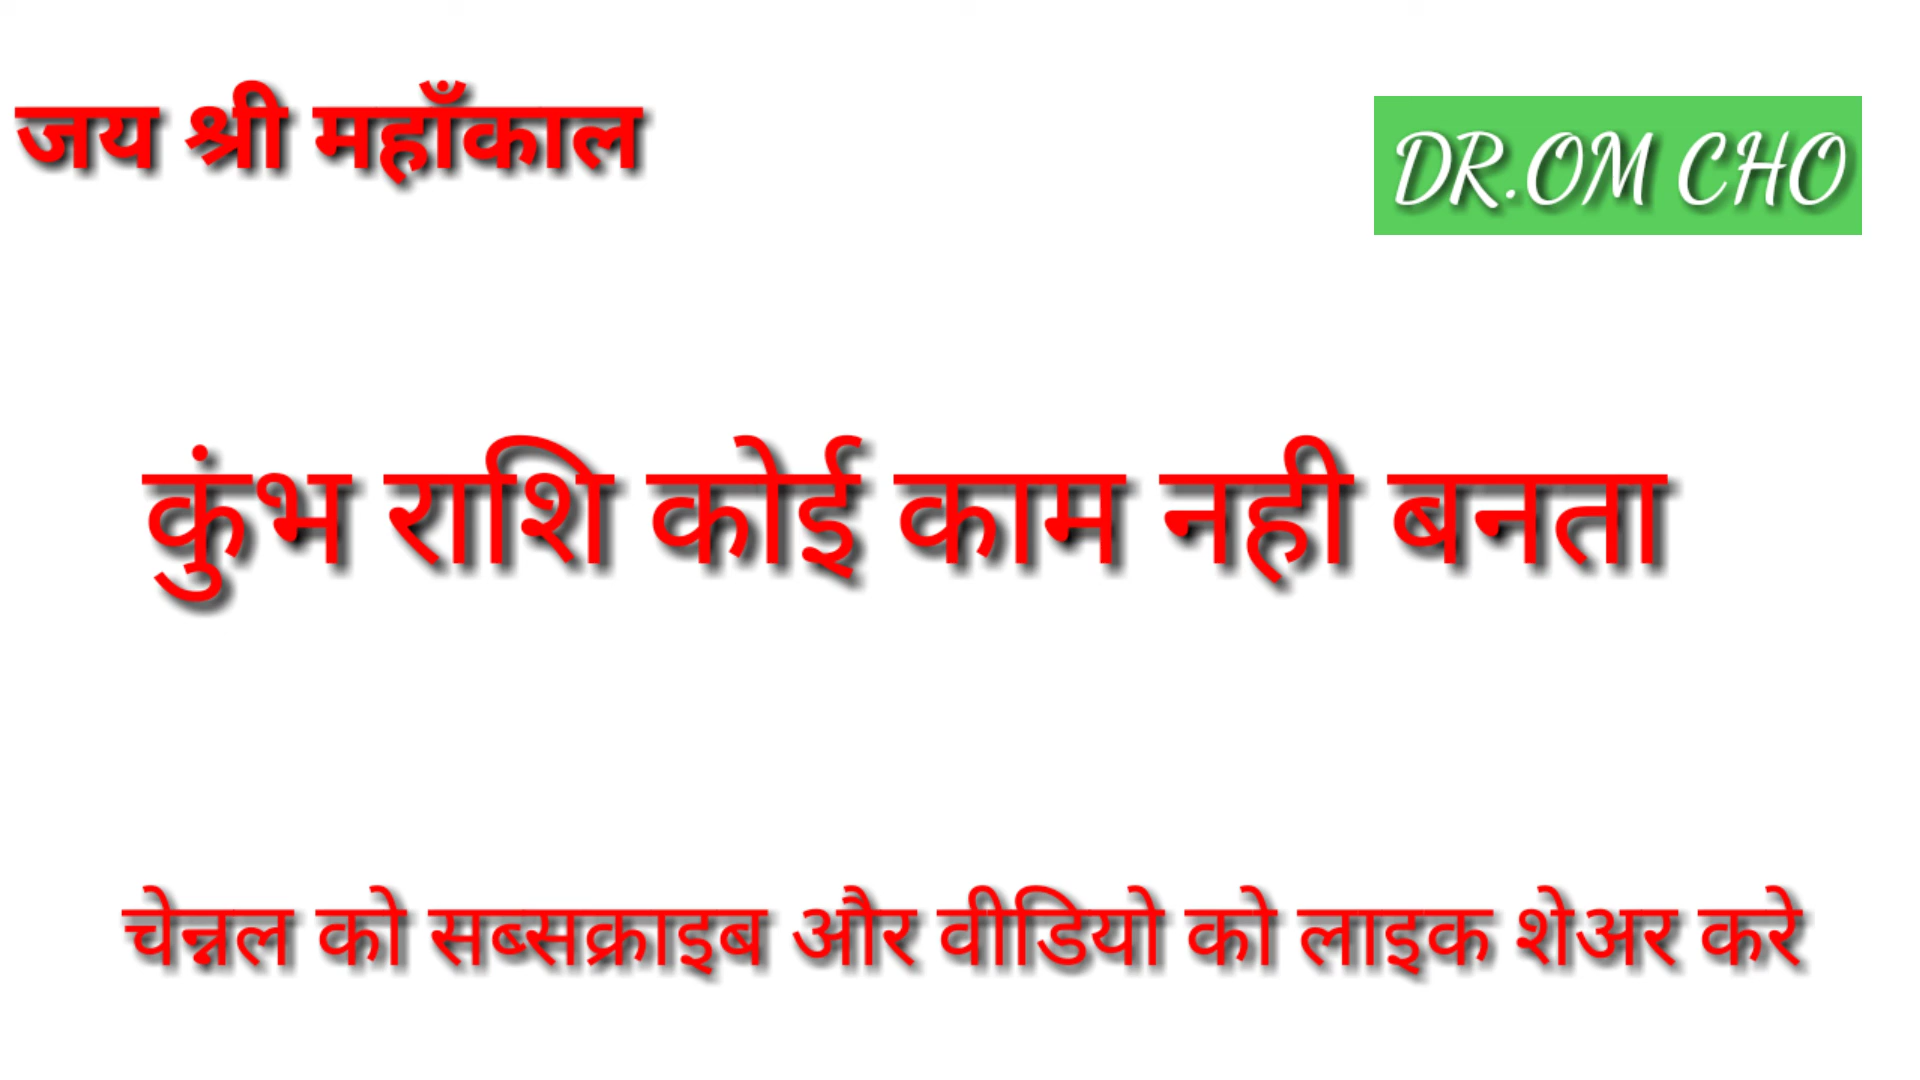 जय श्री महाँकाल
DR.OM CHO
कुंभ राशि कोई काम नही बनता
चेन्नल को सब्सक्राइब और वीडियो को लाइक शेअर करे